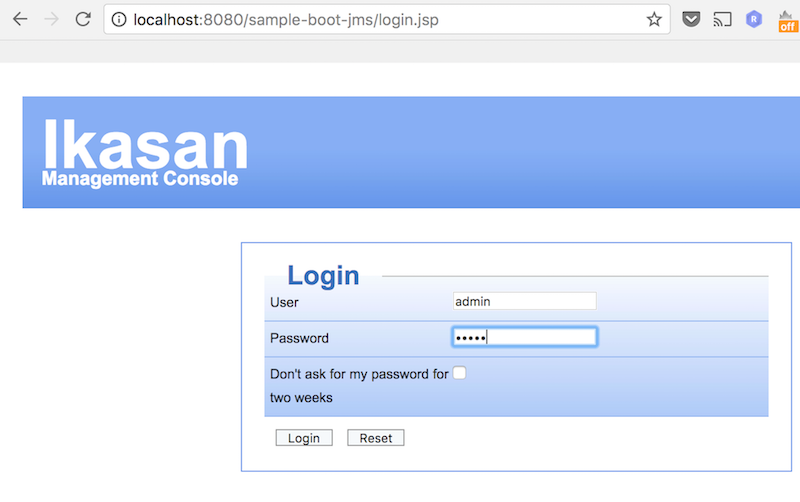 localhost:8080/sample-boot-jms/login.jsp
R
off
Ikasan
Management Console
Login
User admin
Password •••••
Don't ask for my password for
two weeks
Login Reset